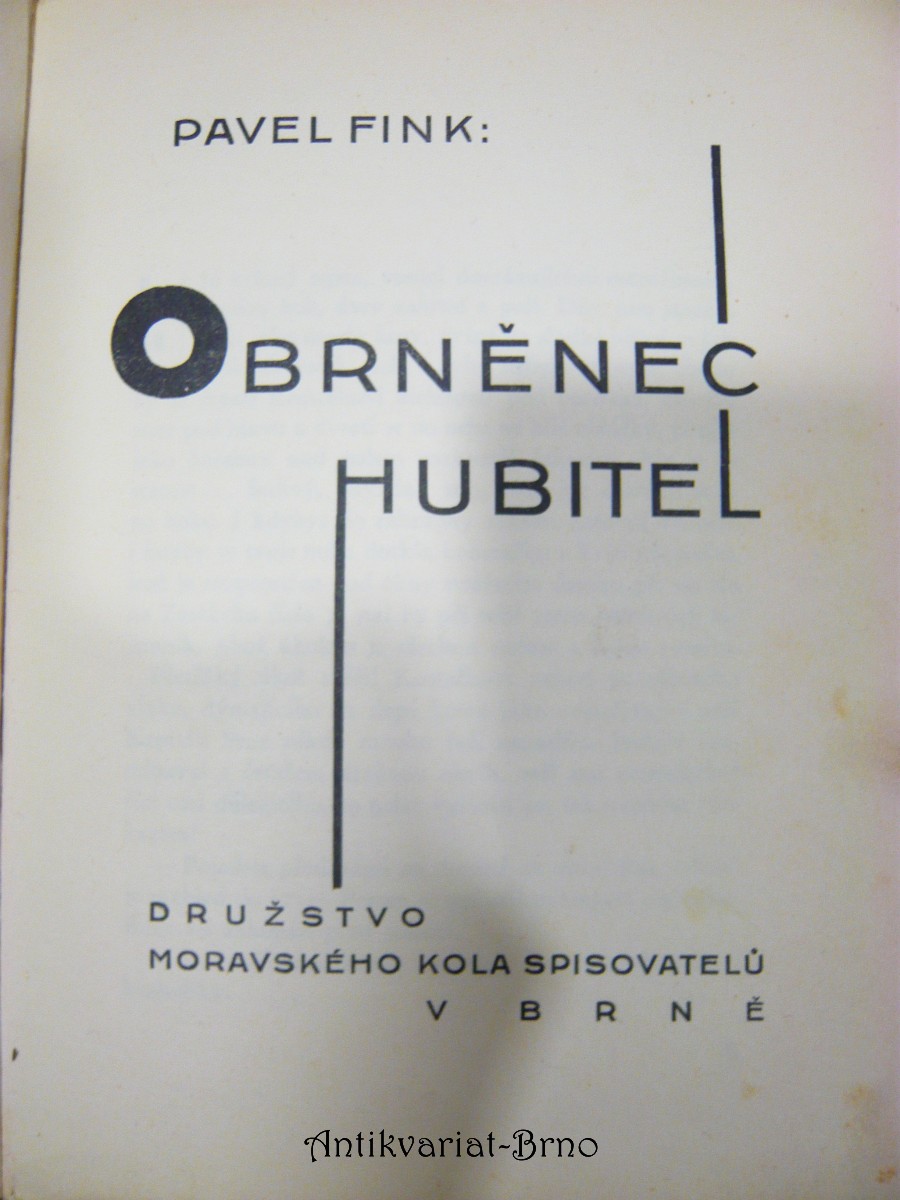 PAVEL FINK:
OBRNĚNEC
HUBITEL
DRUŽSTVO
MORAVSKÉHO KOLA SPISOVATELŮ
V BRNĚ
Antikvariat-Brno